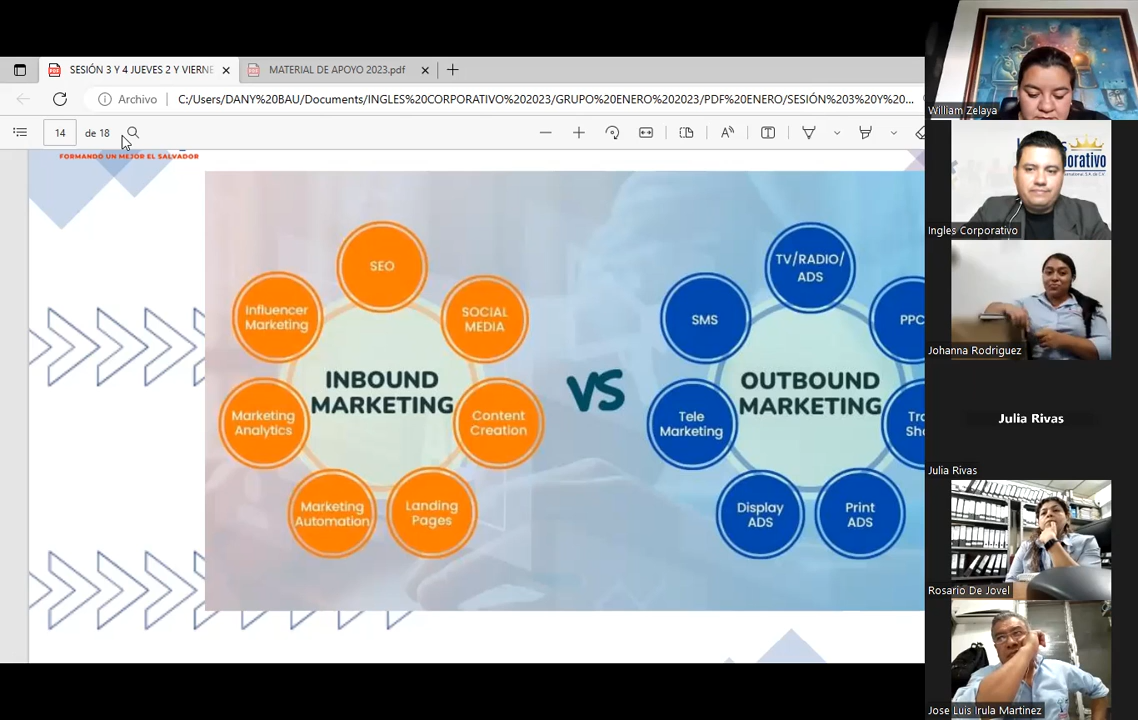 SESIÓN 3 Y 4 JUEVES 2 Y VIERNE
MATERIAL DE APOYO 2023.pdf
Archivo
C:/Users/DANY%20BAU/Documents/INGLES%20CORPORATIVO%202023/GRUPO%20ENERO%202023/PDF%20ENERO/SESIÓN%203%20Y%20...
14
de 18
FORMANDO UN MEJOR EL SALVADOR
SEO
Influencer
Marketing
SOCIAL
MEDIA
INBOUND
MARKETING
Marketing
Analytics
Content
Creation
Marketing
Automation
Landing
Pages
VS
TV/RADIO/
ADS
SMS
PPC
OUTBOUND
MARKETING
Tele
Marketing
Display
ADS
Print
ADS
William Zelaya
Ingles Corporativo
Johanna Rodriguez
Julia Rivas
Julia Rivas
Rosario De Jovel
Jose Luis Irula Martinez